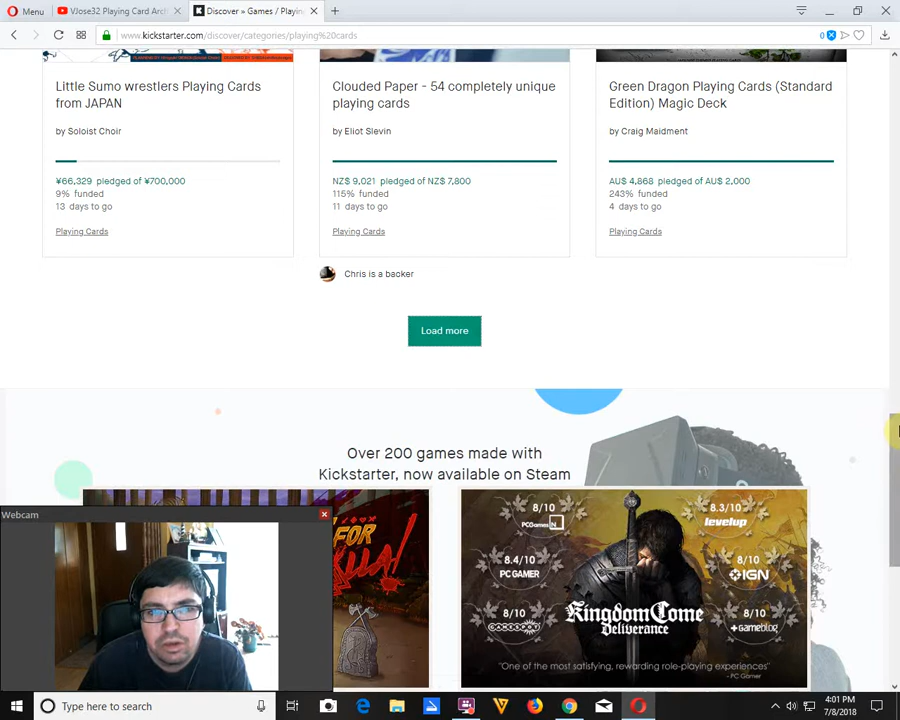 Menu
VJose32 Playing Card Arch
Discover » Games / Playin
www.kickstarter.com/discover/categories/playing%20cards
0
Little Sumo wrestlers Playing Cards
from JAPAN
by Soloist Choir
¥66,329 pledged of ¥700,000
9% funded
13 days to go
Playing Cards
Clouded Paper - 54 completely unique
playing cards
by Eliot Slevin
NZ$ 9,021 pledged of NZ$ 7,800
115% funded
11 days to go
Playing Cards
Chris is a backer
Green Dragon Playing Cards (Standard
Edition) Magic Deck
by Craig Maidment
AU$ 4,868 pledged of AU$ 2,000
243% funded
4 days to go
Playing Cards
Load more
Over 200 games made with
Kickstarter, now available on Steam
Webcam
FOR
8/10
PCGamesN
8.4/10
PC GAMER
8/10
8.3/10
levelup
8/10
IGN
8/10
gameblog
KINGDOM COME
DELIVERANCE
"One of the most satisfying, rewarding role-playing experiences"
- PC Gamer
Type here to search
4:01 PM
7/8/2018